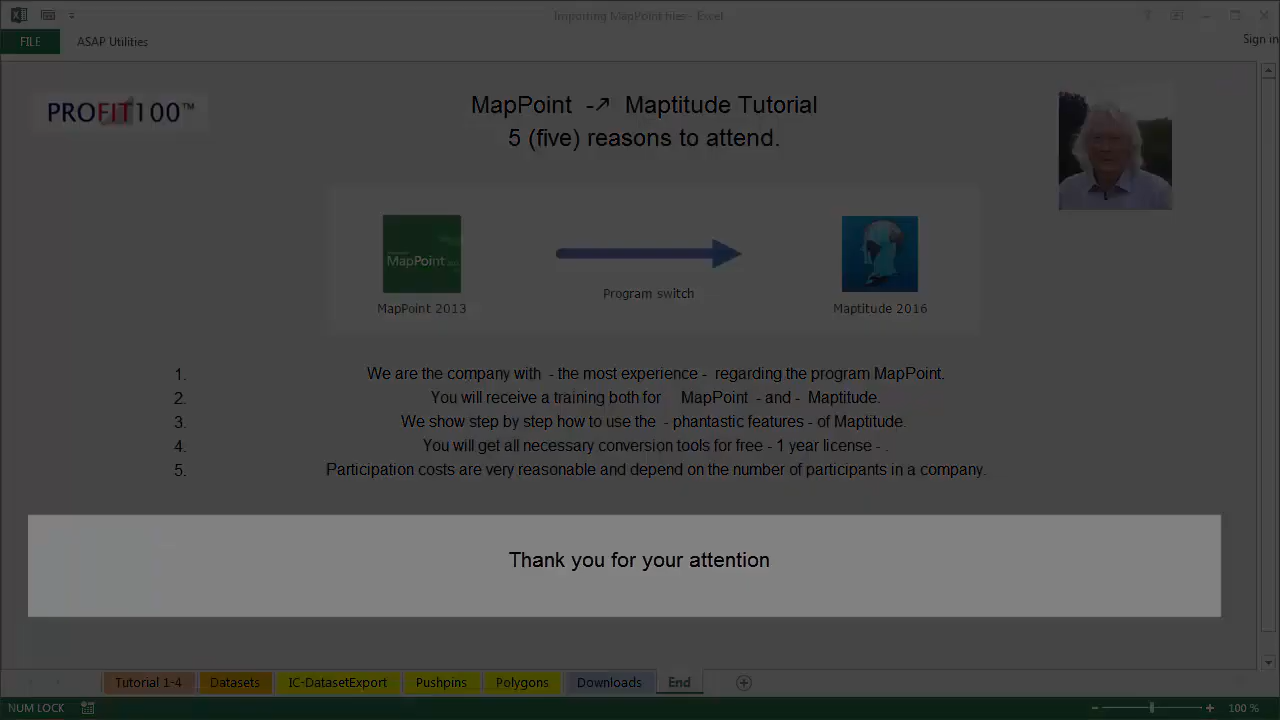 Importing MapPoint files - Excel
FILE
ASAP Utilities
Sign in
PROFIT100™
MapPoint -↗ Maptitude Tutorial
5 (five) reasons to attend.
MapPoint
Program switch
MapPoint 2013
Maptitude 2016
1. We are the company with - the most experience - regarding the program MapPoint.
2. You will receive a training both for MapPoint - and - Maptitude.
3. We show step by step how to use the - phantastic features - of Maptitude.
4. You will get all necessary conversion tools for free - 1 year license - .
5. Participation costs are very reasonable and depend on the number of participants in a company.
Thank you for your attention
Tutorial 1-4 Datasets IC-DatasetExport Pushpins Polygons Downloads End
NUM LOCK
100 %